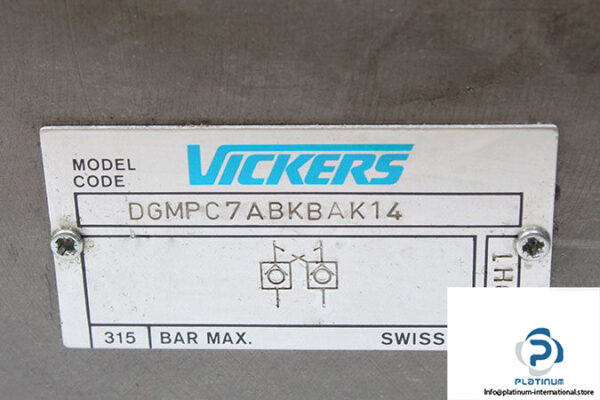 MODEL
CODE
VICKERS
DGMPC7ABKBAK14
315 BAR MAX. SWISS
PLATINUM
Info@platinum-international.store